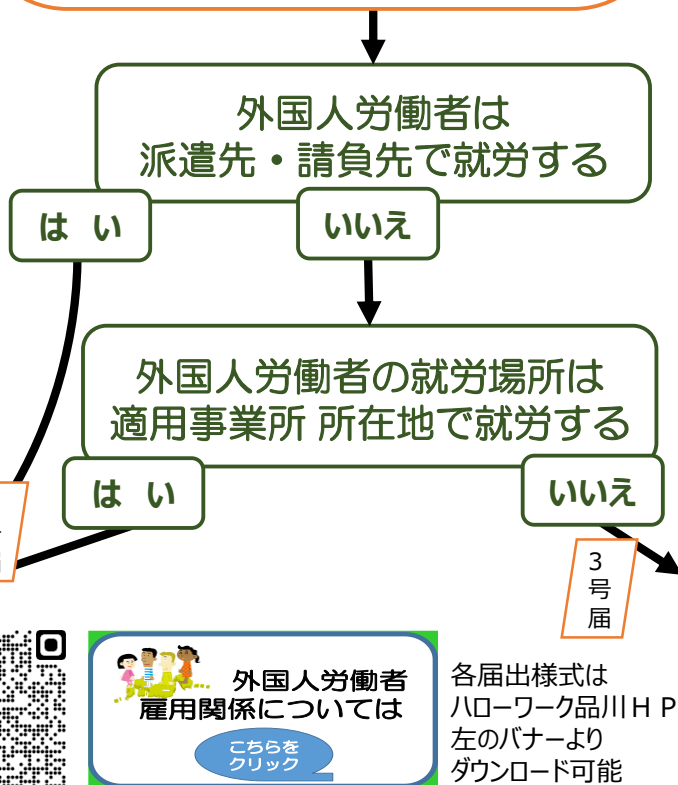 外国人労働者は
派遣先・請負先で就労する
は い
いいえ
外国人労働者の就労場所は
適用事業所 所在地で就労する
は い
いいえ
3
号
届
外国人労働者
雇用関係については
こちらを
クリック
各届出様式は
ハローワーク品川ＨＰ
左のバナーより
ダウンロード可能